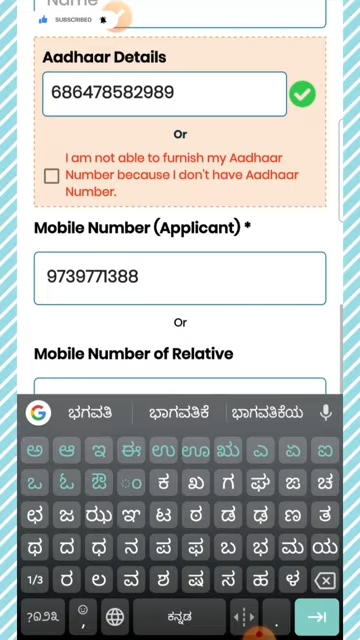 Name
SUBSCRIBED
Aadhaar Details
686478582989
Or
I am not able to furnish my Aadhaar
Number because I don't have Aadhaar
Number.
Mobile Number (Applicant) *
9739771388
Or
Mobile Number of Relative
G ಭಗವತಿ ಭಾಗವತಿಕೆ ಭಾಗವತಿಕೆಯ
ಅ ಆ ಇ ಈ ಉ ಊ ಋ ಎ ಏ ಐ
ಒ ಓ ಔ ಂ ಕ ಖ ಗ ಘ ಙ ಚ
ಛ ಜ ಝ ಞ ಟ ಠ ಡ ಢ ಣ ತ
ಥ ದ ಧ ನ ಪ ಫ ಬ ಭ ಮ ಯ
1/3 ರ ಲ ವ ಶ ಷ ಸ ಹ ಳ
?೧೨೩ , ಕನ್ನಡ .